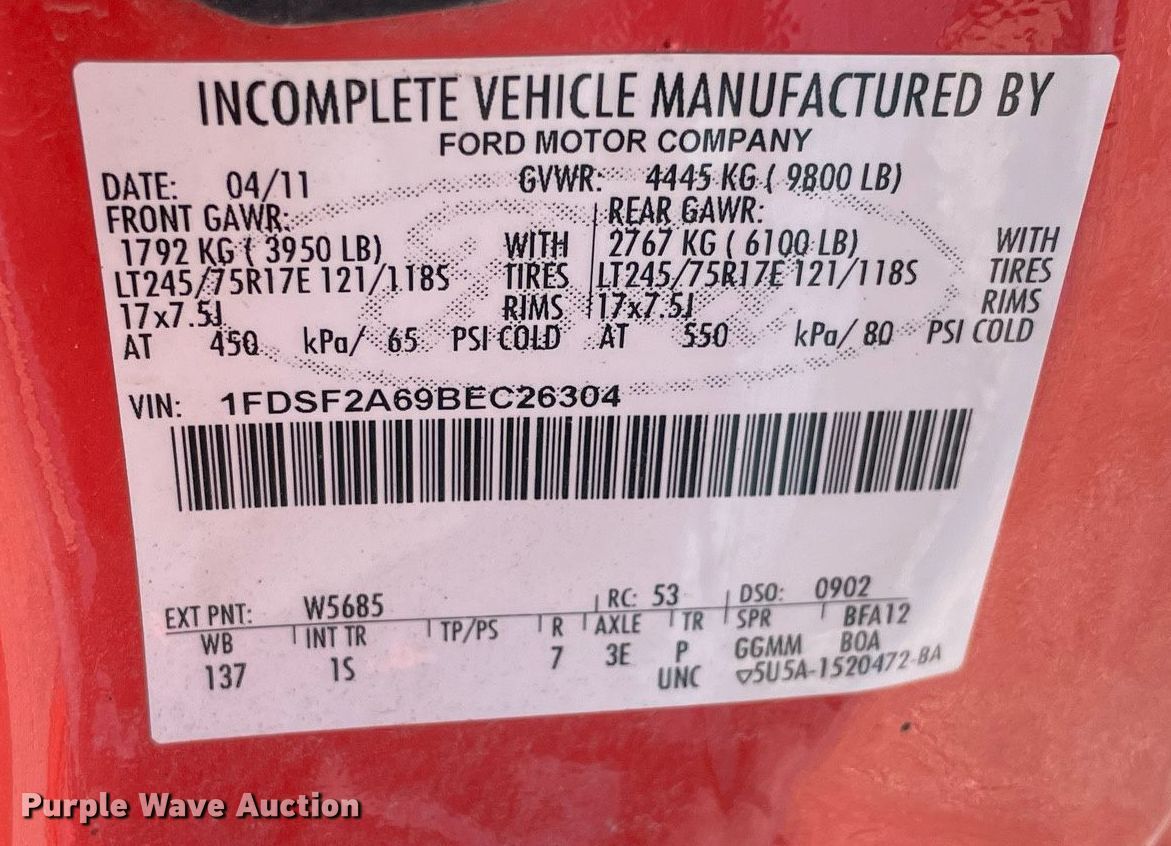 INCOMPLETE VEHICLE MANUFACTURED BY
FORD MOTOR COMPANY
DATE: 04/11 GVWR: 4445 KG ( 9800 LB)
FRONT GAWR: REAR GAWR:
1792 KG ( 3950 LB) WITH 2767 KG ( 6100 LB) WITH
LT245/75R17E 121/118S TIRES LT245/75R17E 121/118S TIRES
17x7.5J RIMS 17x7.5J RIMS
AT 450 kPa/ 65 PSI COLD AT 550 kPa/ 80 PSI COLD
VIN: 1FDSF2A69BEC26304
EXT PNT: W5685 RC: 53 DSO: 0902
WB INT TR TP/PS R AXLE TR SPR BFA12
137 1S 7 3E P GGMM BOA
UNC ▽5U5A-1520472-BA
Purple Wave Auction